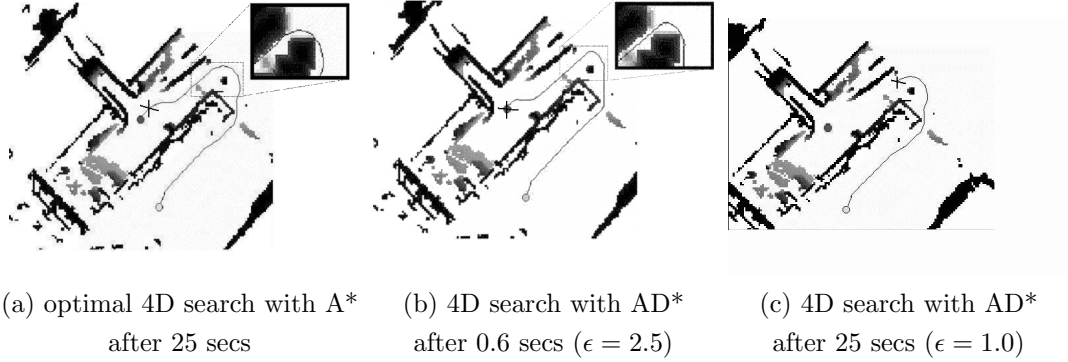 (a) optimal 4D search with A*
after 25 secs
(b) 4D search with AD*
after 0.6 secs (ϵ = 2.5)
(c) 4D search with AD*
after 25 secs (ϵ = 1.0)